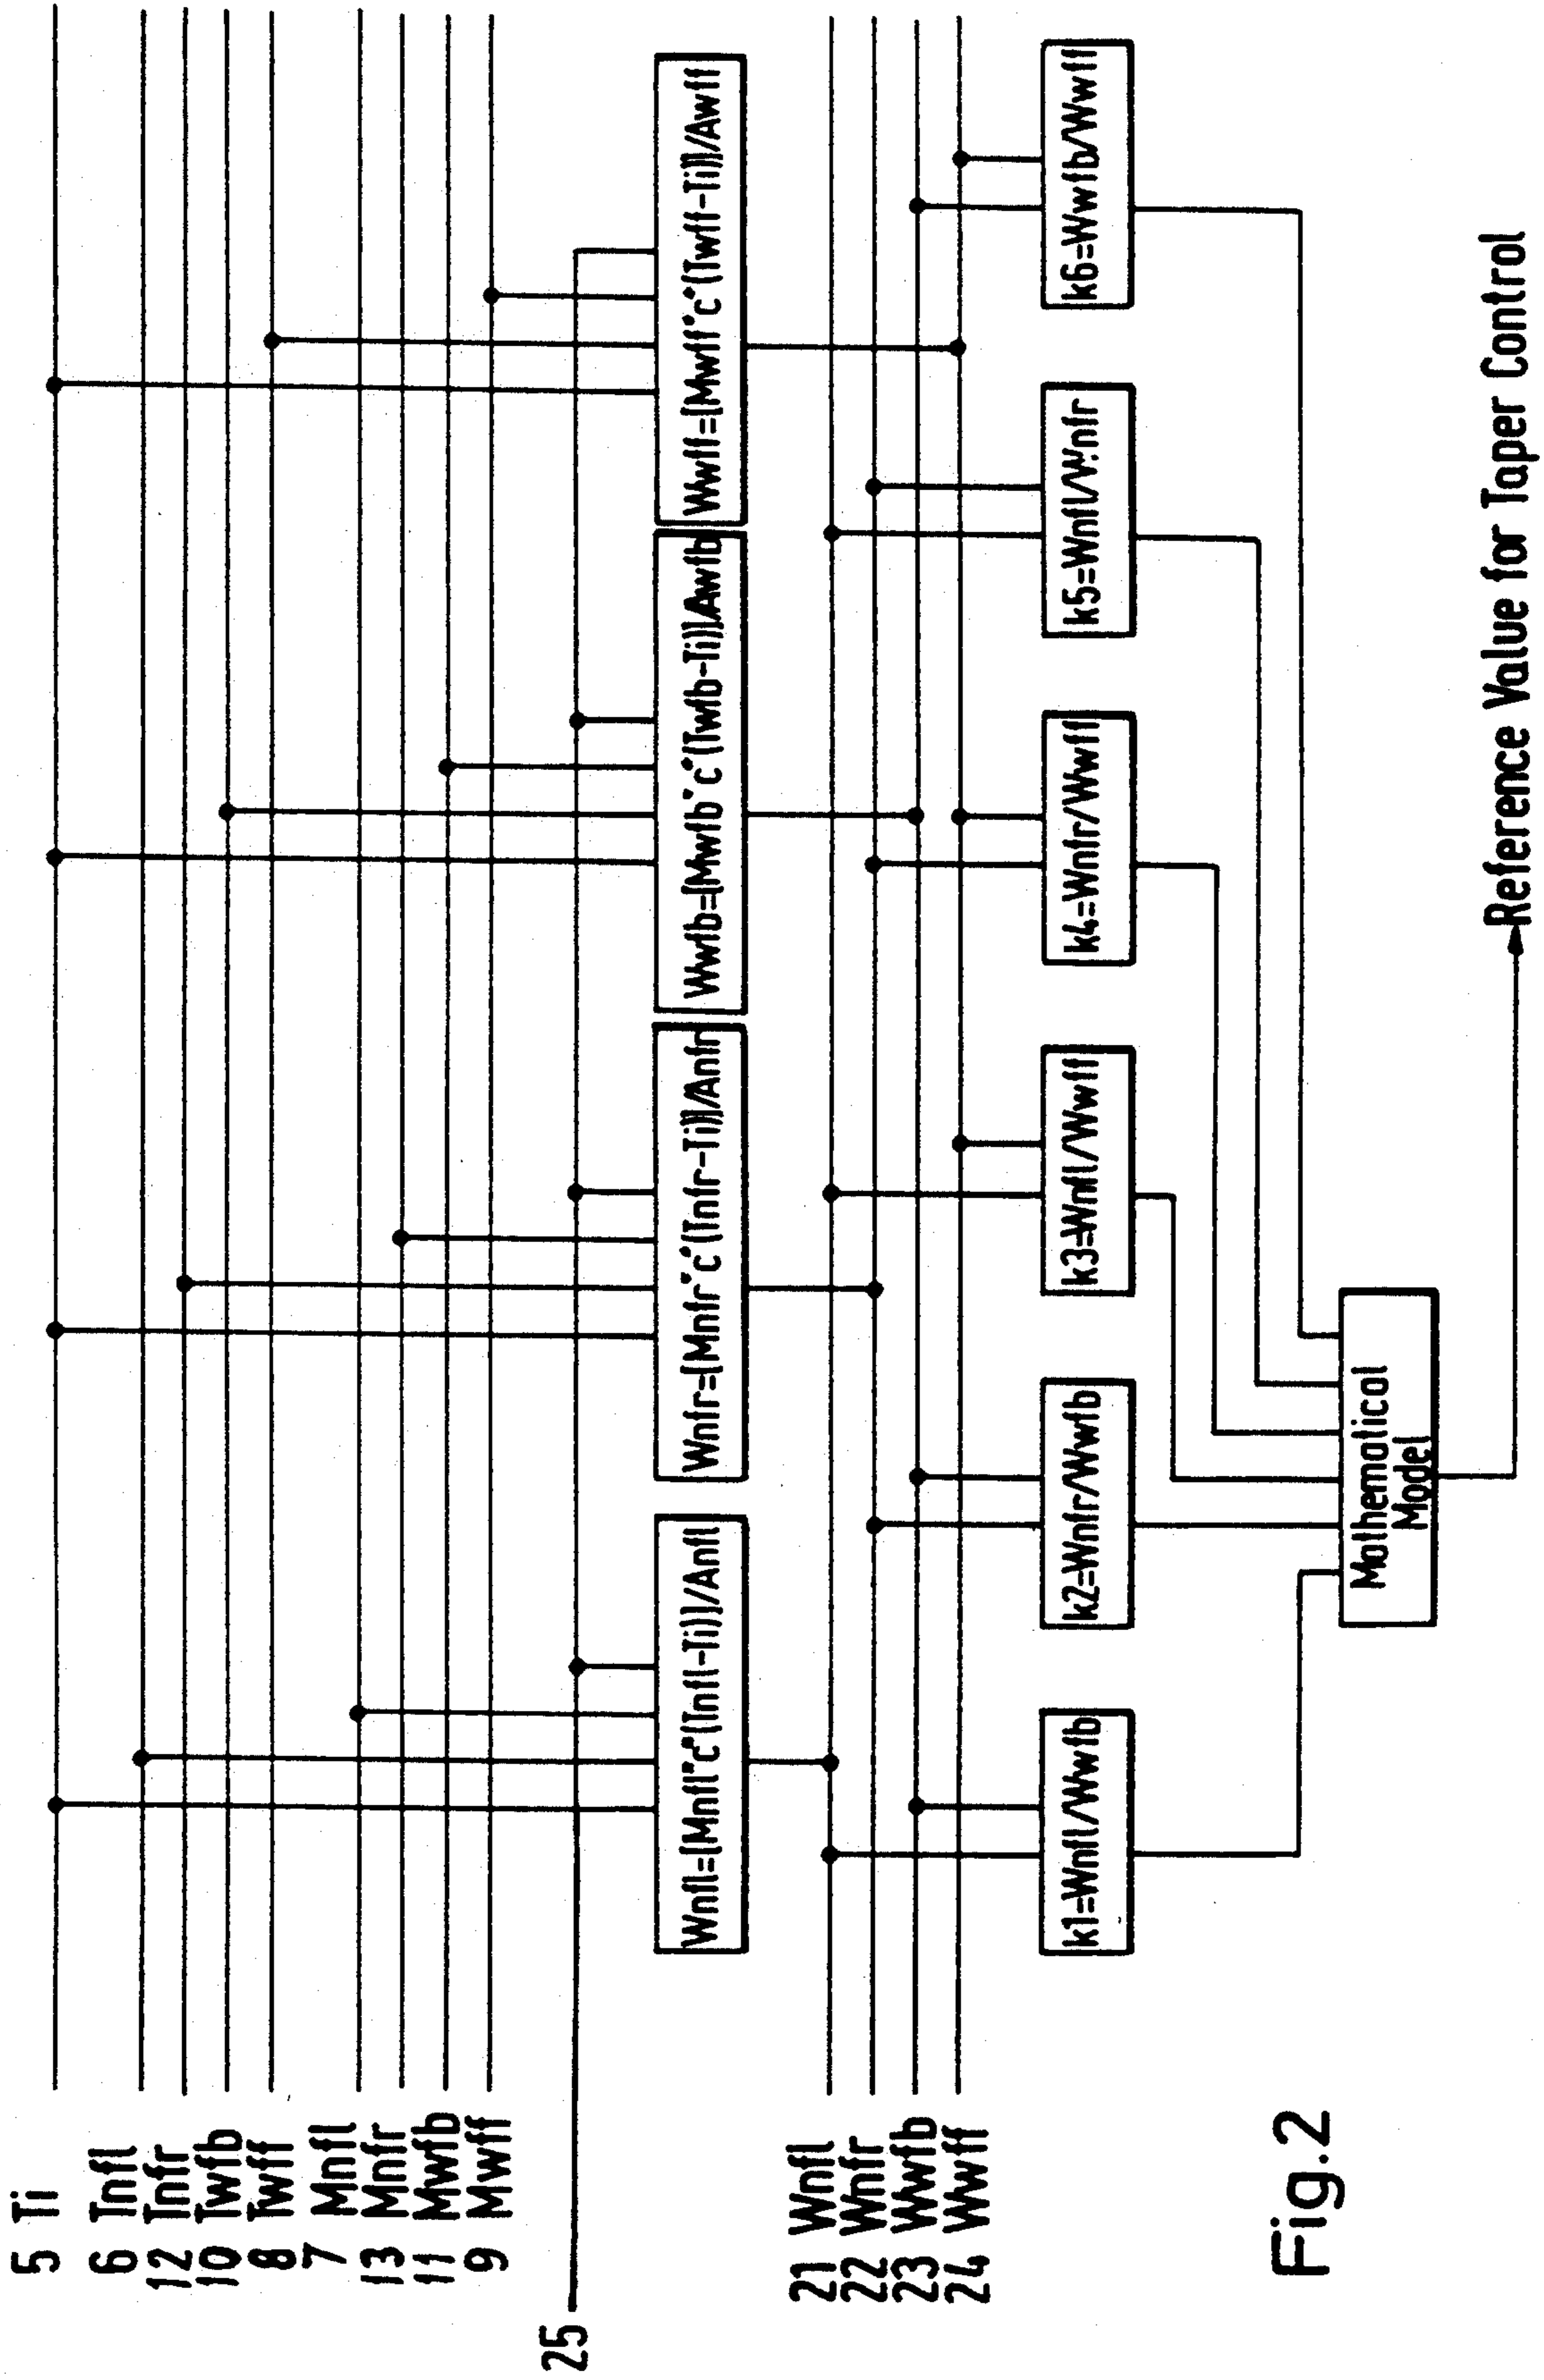 5 Ti
6 Tnfl
12 Tnfr
10 Twfb
8 Twff
7 Mnfl
13 Mnfr
11 Mwfb
9 Mwff
25
Wnfl=[Mnfl*c*(Tnfl-Ti)]/Anfl
Wnfr=[Mnfr*c*(Tnfr-Ti)]/Anfr
Wwfb=[Mwfb*c*(Twfb-Ti)]/Awfb
Wwff=[Mwff*c*(Twff-Ti)]/Awff
21 Wnfl
22 Wnfr
23 Wwfb
24 Wwff
k1=Wnfl/Wwfb
k2=Wnfr/Wwfb
k3=Wnfl/Wwff
k4=Wnfr/Wwff
k5=Wnfl/Wnfr
k6=Wwfb/Wwff
Mathematical
Model
Reference Value for Taper Control
Fig.2